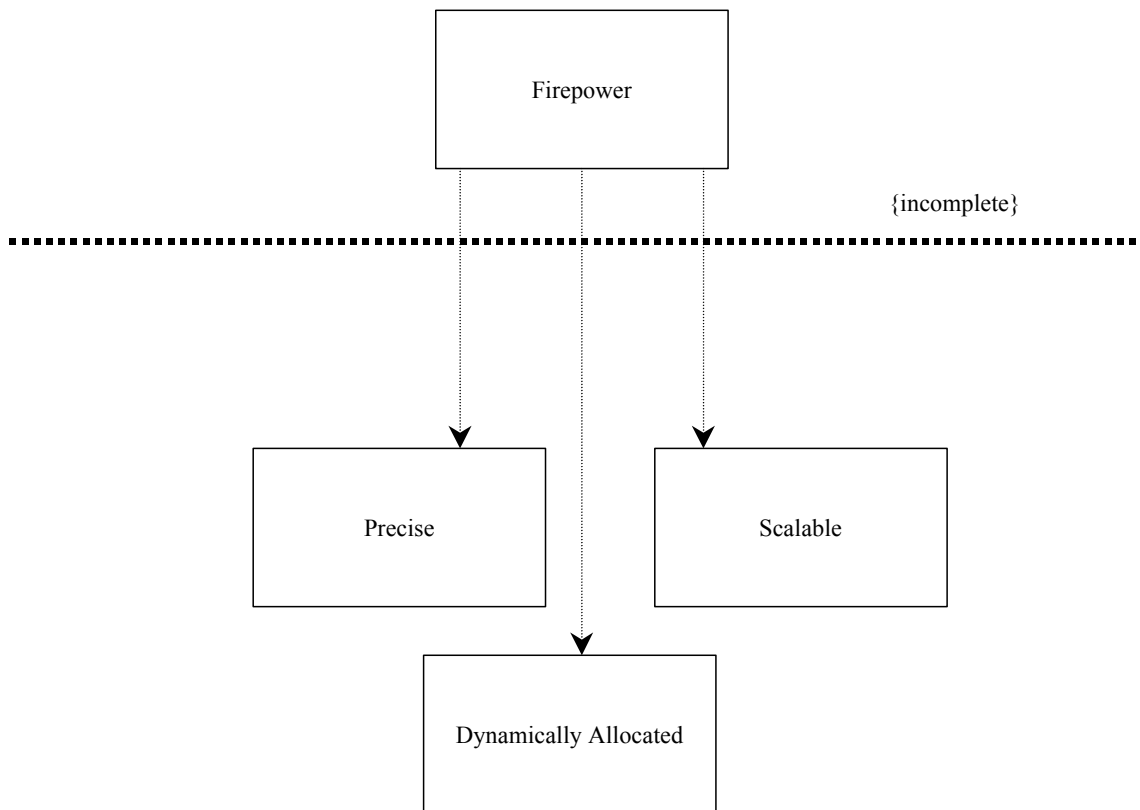 Firepower
{incomplete}
Precise
Scalable
Dynamically Allocated